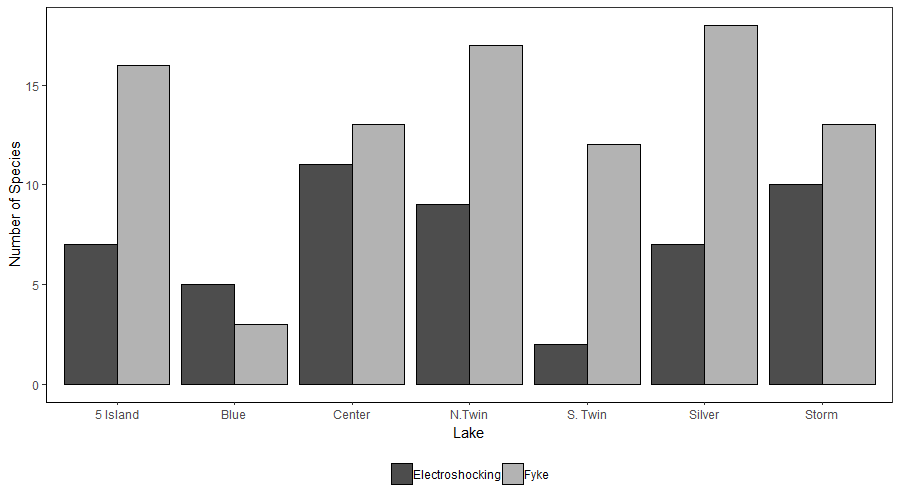 Number of Species
15
10
5
0
5 Island Blue Center N.Twin S. Twin Silver Storm
Lake
Electroshocking Fyke